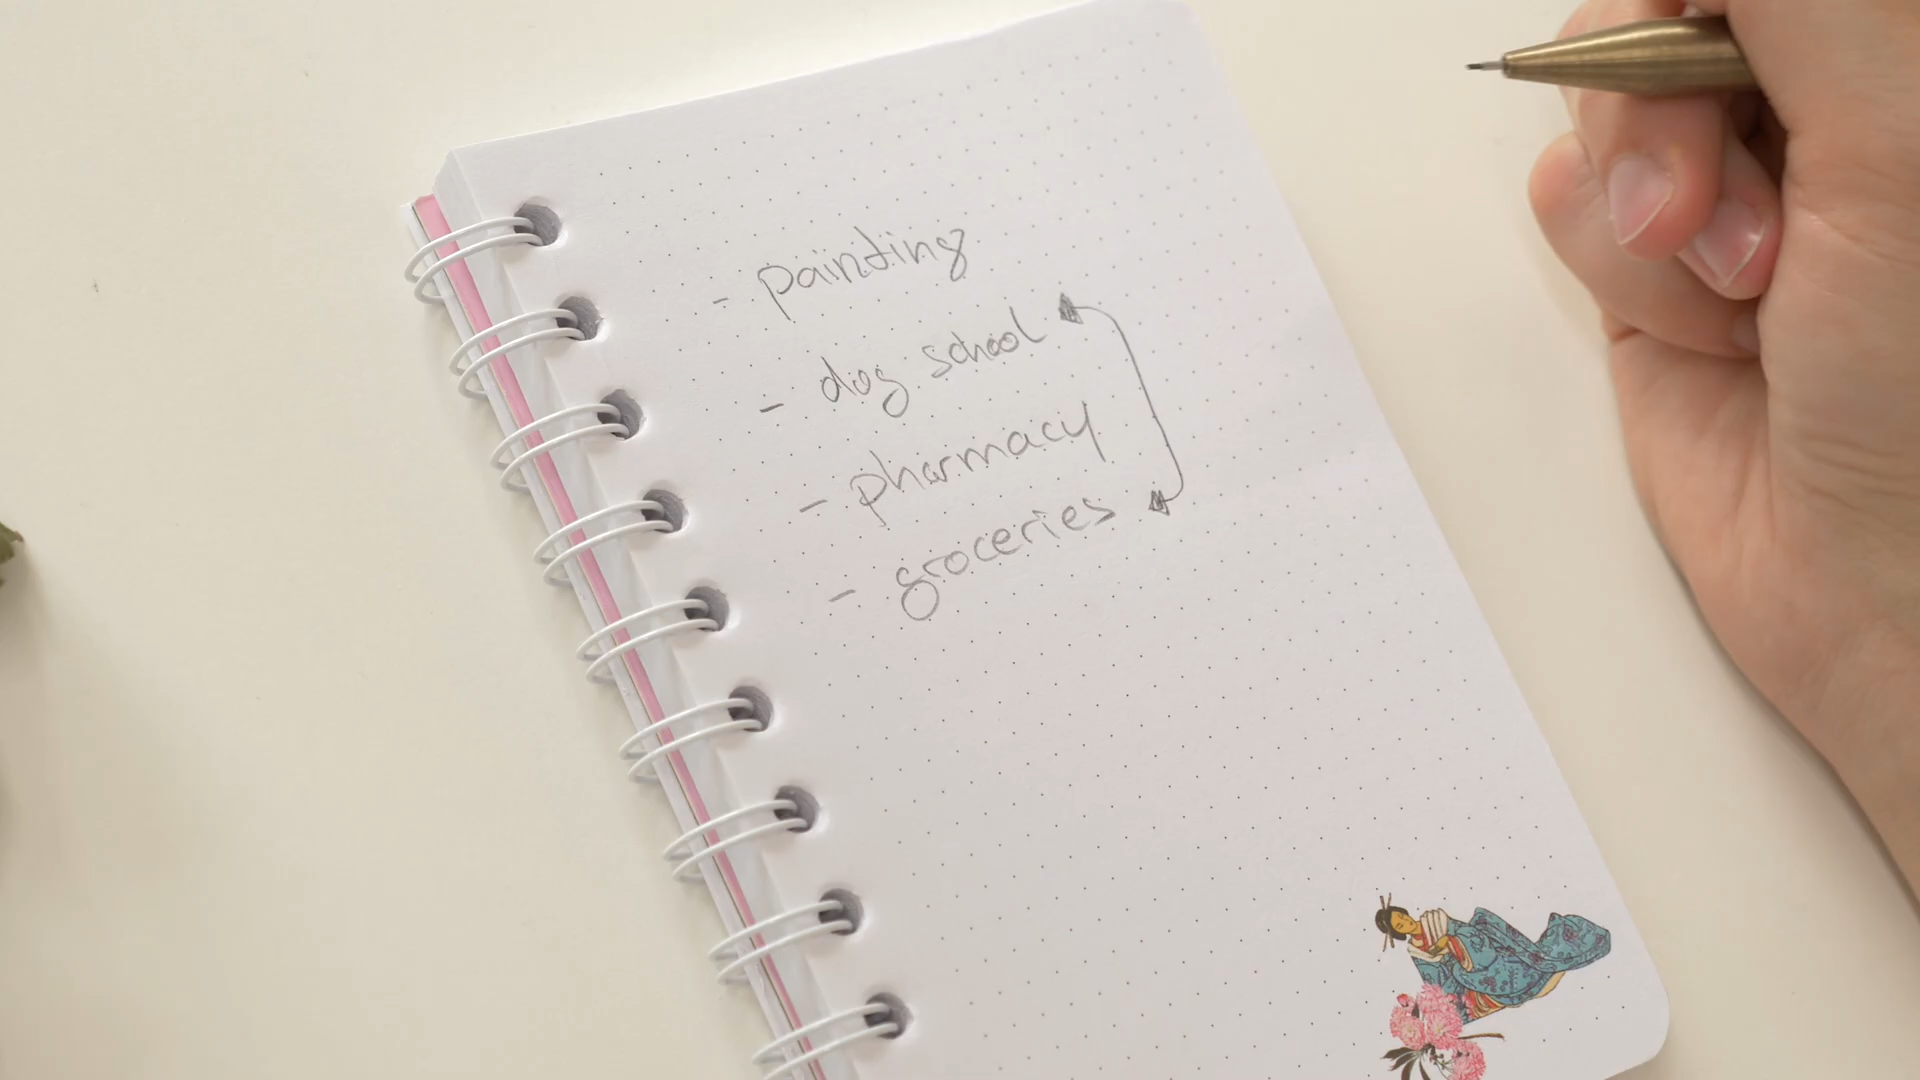 - painting
- dog school
- pharmacy
- groceries